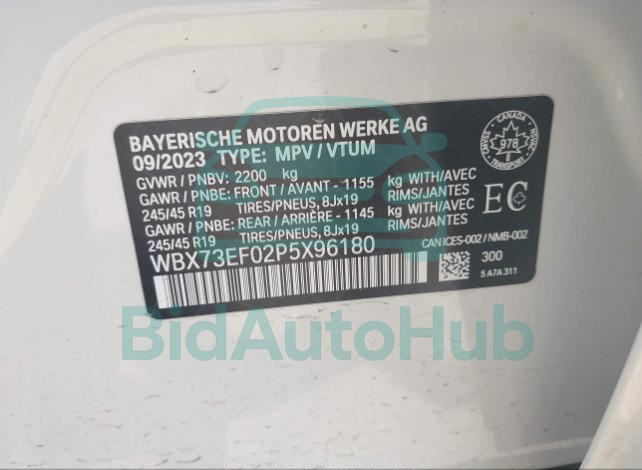 BAYERISCHE MOTOREN WERKE AG
09/2023 TYPE: MPV / VTUM
GVWR / PNBV: 2200 kg
GAWR / PNBE: FRONT / AVANT - 1155 kg WITH/AVEC
245/45 R19 TIRES/PNEUS, 8Jx19 RIMS/JANTES
GAWR / PNBE: REAR / ARRIÈRE - 1145 kg WITH/AVEC
245/45 R19 TIRES/PNEUS, 8Jx19 RIMS/JANTES
WBX73EF02P5X96180
CANADA
CMVSS
NSVAC
978
TRANSPORT
EC
CAN ICES-002 / NMB-002
300
5 A7A 311
BidAutoHub